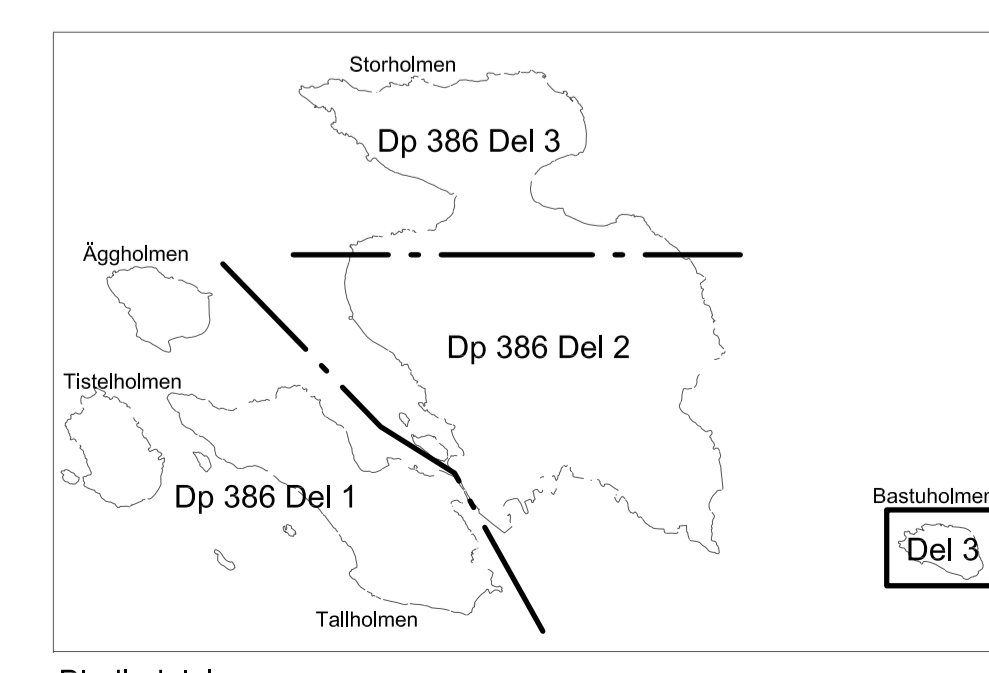 Storholmen
Dp 386 Del 3
Äggholmen
Dp 386 Del 2
Tistelholmen
Dp 386 Del 1
Bastuholmen
Del 3
Tallholmen